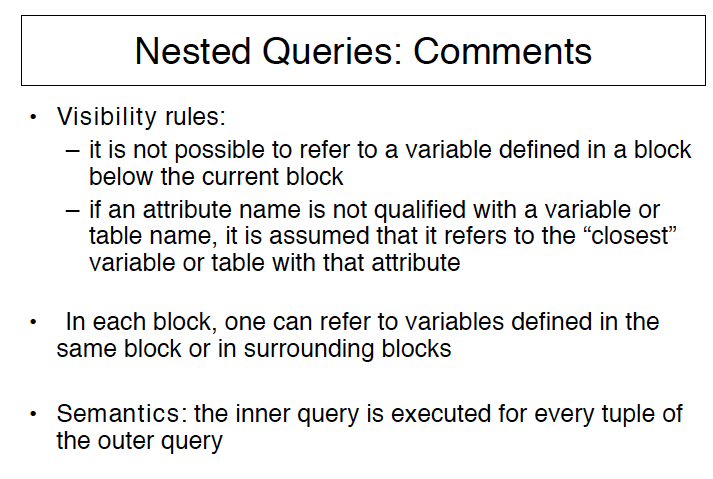 Nested Queries: Comments
• Visibility rules:
– it is not possible to refer to a variable defined in a block
below the current block
– if an attribute name is not qualified with a variable or
table name, it is assumed that it refers to the “closest”
variable or table with that attribute
• In each block, one can refer to variables defined in the
same block or in surrounding blocks
• Semantics: the inner query is executed for every tuple of
the outer query